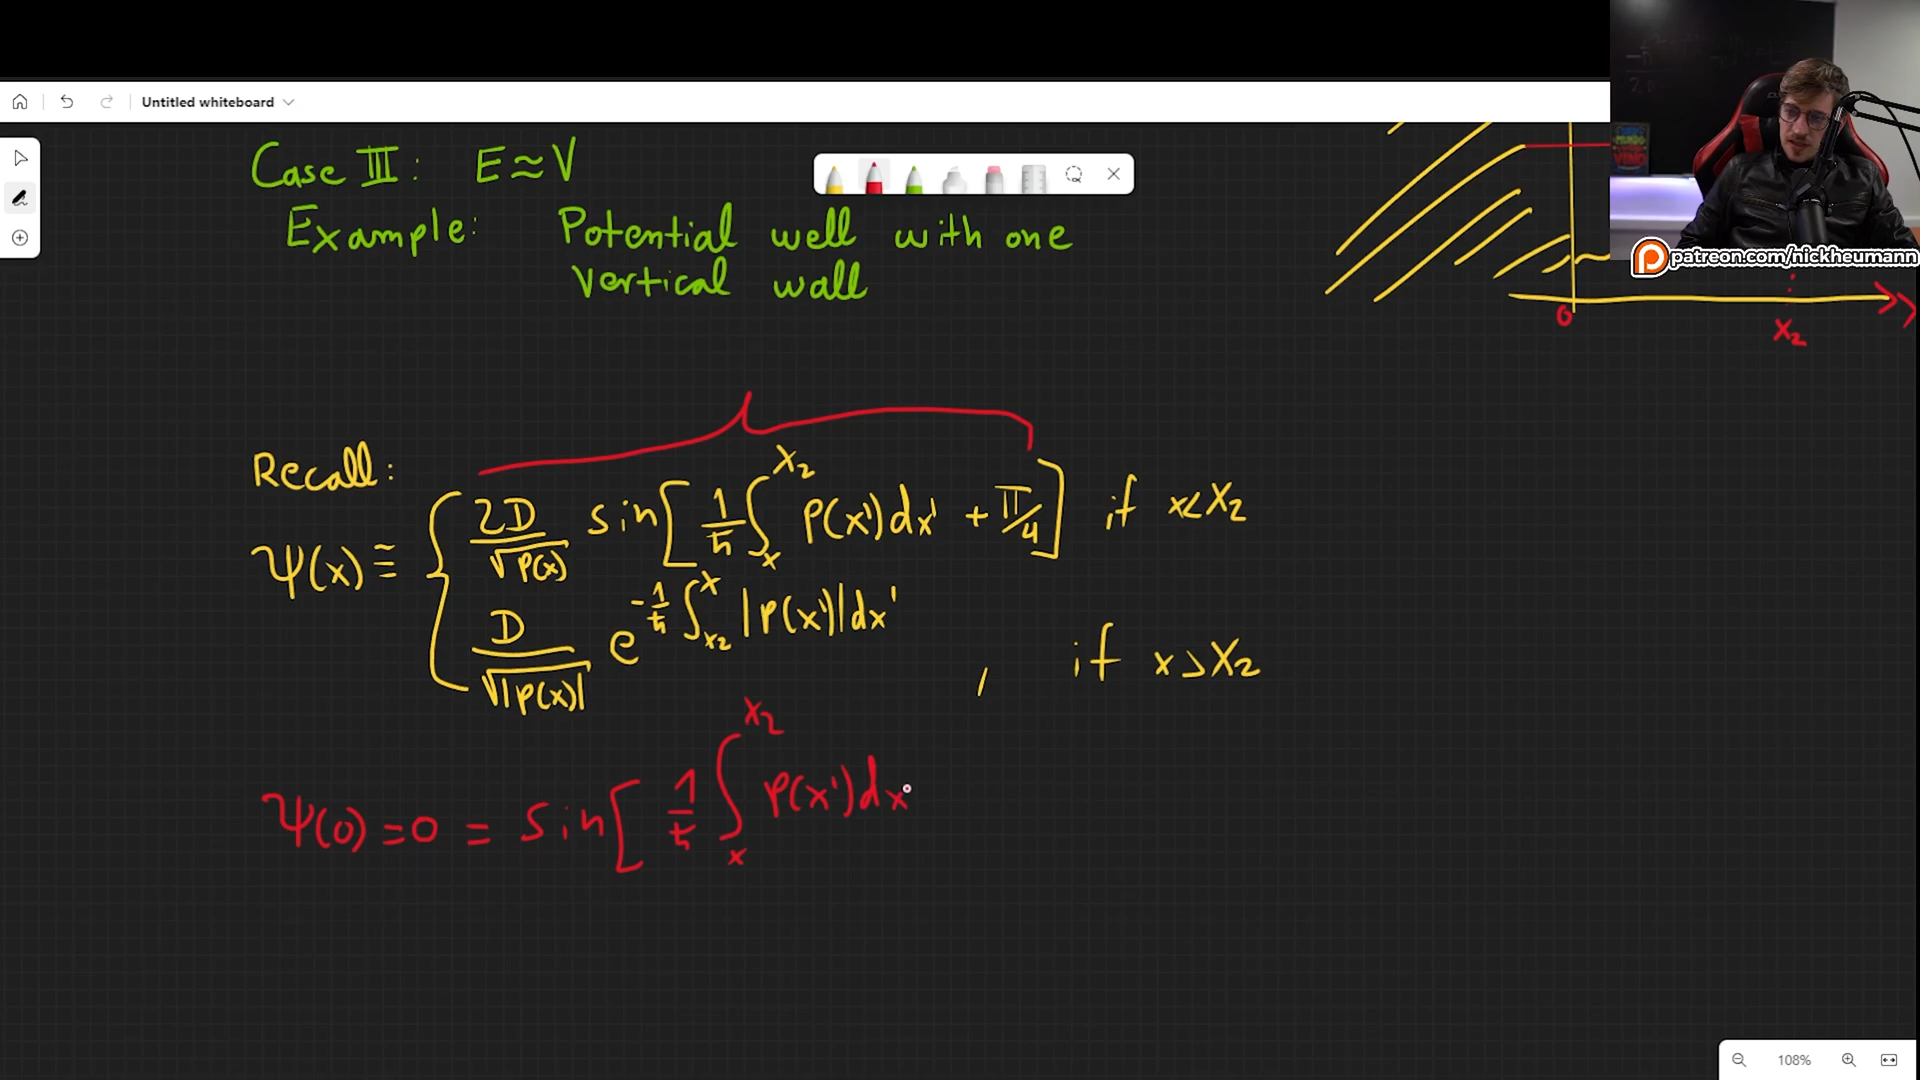 Untitled whiteboard
Case III: E≈V
Example: Potential well with one
vertical wall
patreon.com/nickheumann
0
x₂
Recall:
Ψ(x) ≅ { 2D/√p(x) sin[ 1/ħ ∫ₓ^x₂ p(x')dx' + π/4 ] if x<x₂
D/√|p(x)| e^(-1/ħ ∫_x₂^x |p(x')|dx') , if x>x₂
Ψ(0)=0 = sin[ 1/ħ ∫ₓ^x₂ p(x')dx'
108%